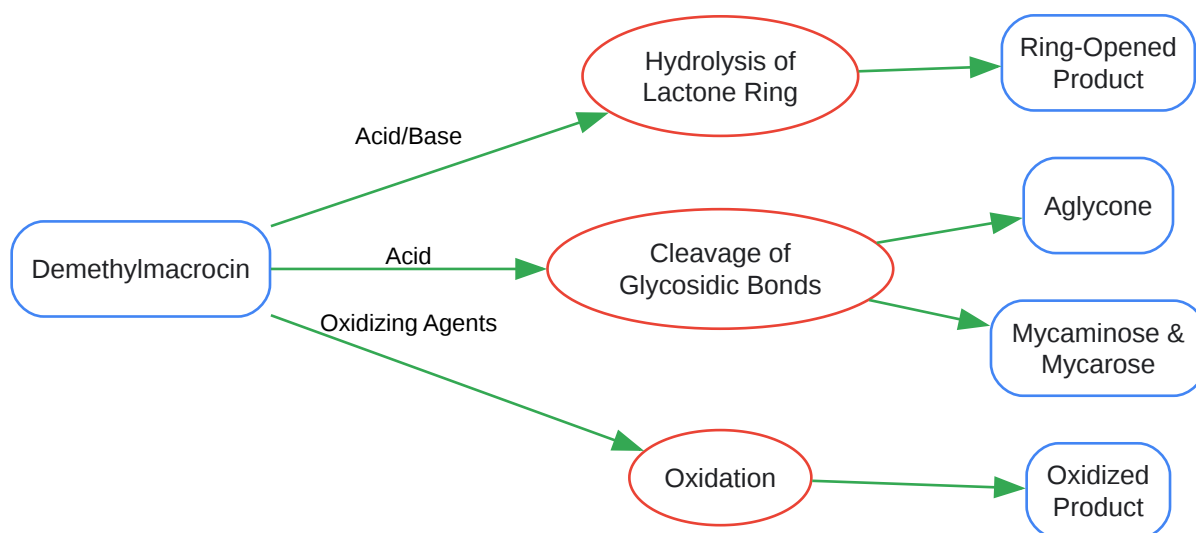 Demethylmacrocin
Acid/Base
Hydrolysis of
Lactone Ring
Ring-Opened
Product
Acid
Cleavage of
Glycosidic Bonds
Aglycone
Mycaminose &
Mycarose
Oxidizing Agents
Oxidation
Oxidized
Product